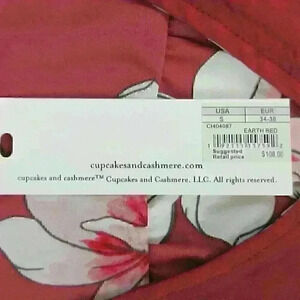 USA EUR
S 34-36
CI404087
EARTH RED
Suggested
Retail price $108.00
cupcakesandcashmere.com
cupcakes and cashmere™ Cupcakes and Cashmere, LLC. All rights reserved.